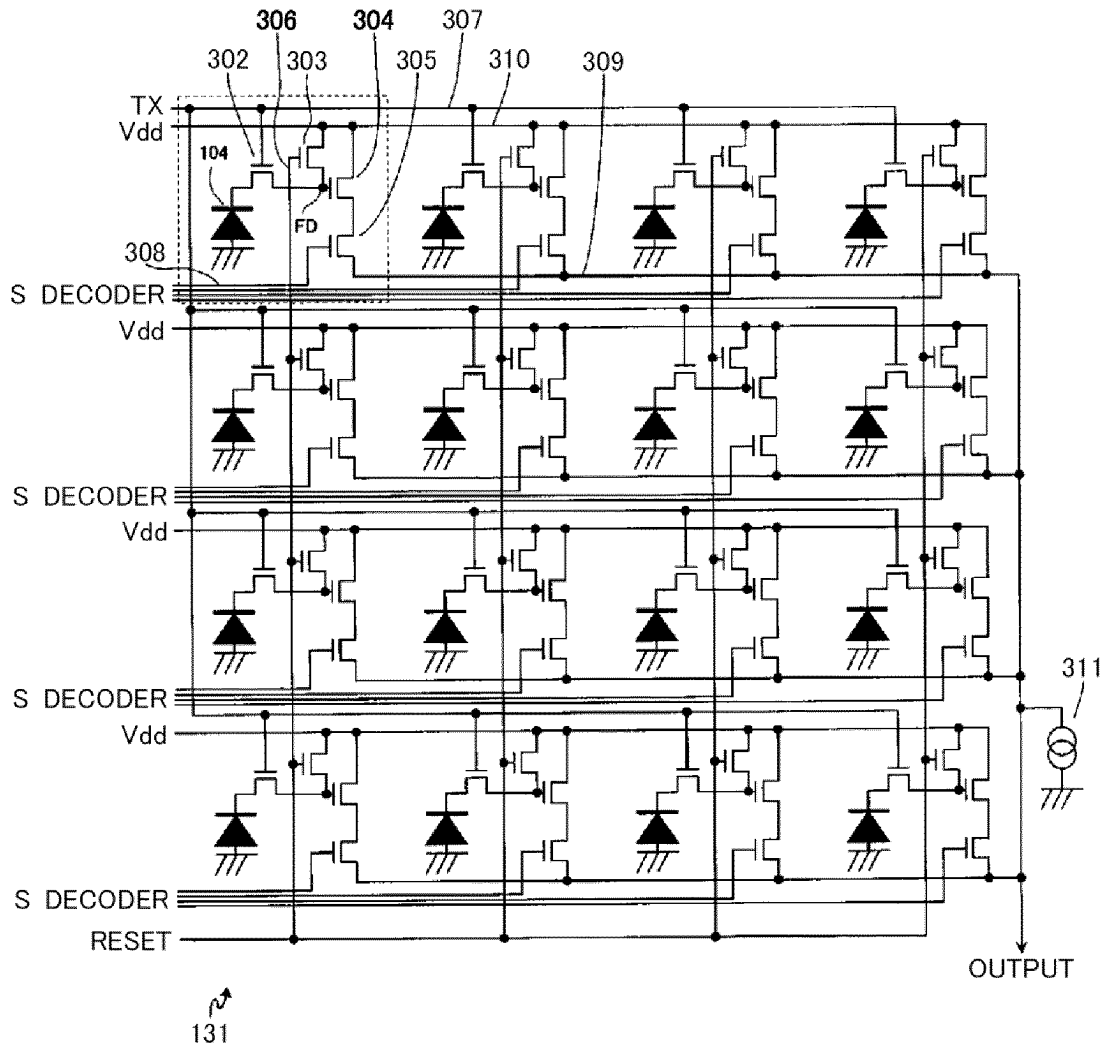 306 304 307
302 303 305 310 309
TX
Vdd
104
FD
308
S DECODER
Vdd
S DECODER
Vdd
311
S DECODER
Vdd
S DECODER
RESET
OUTPUT
131